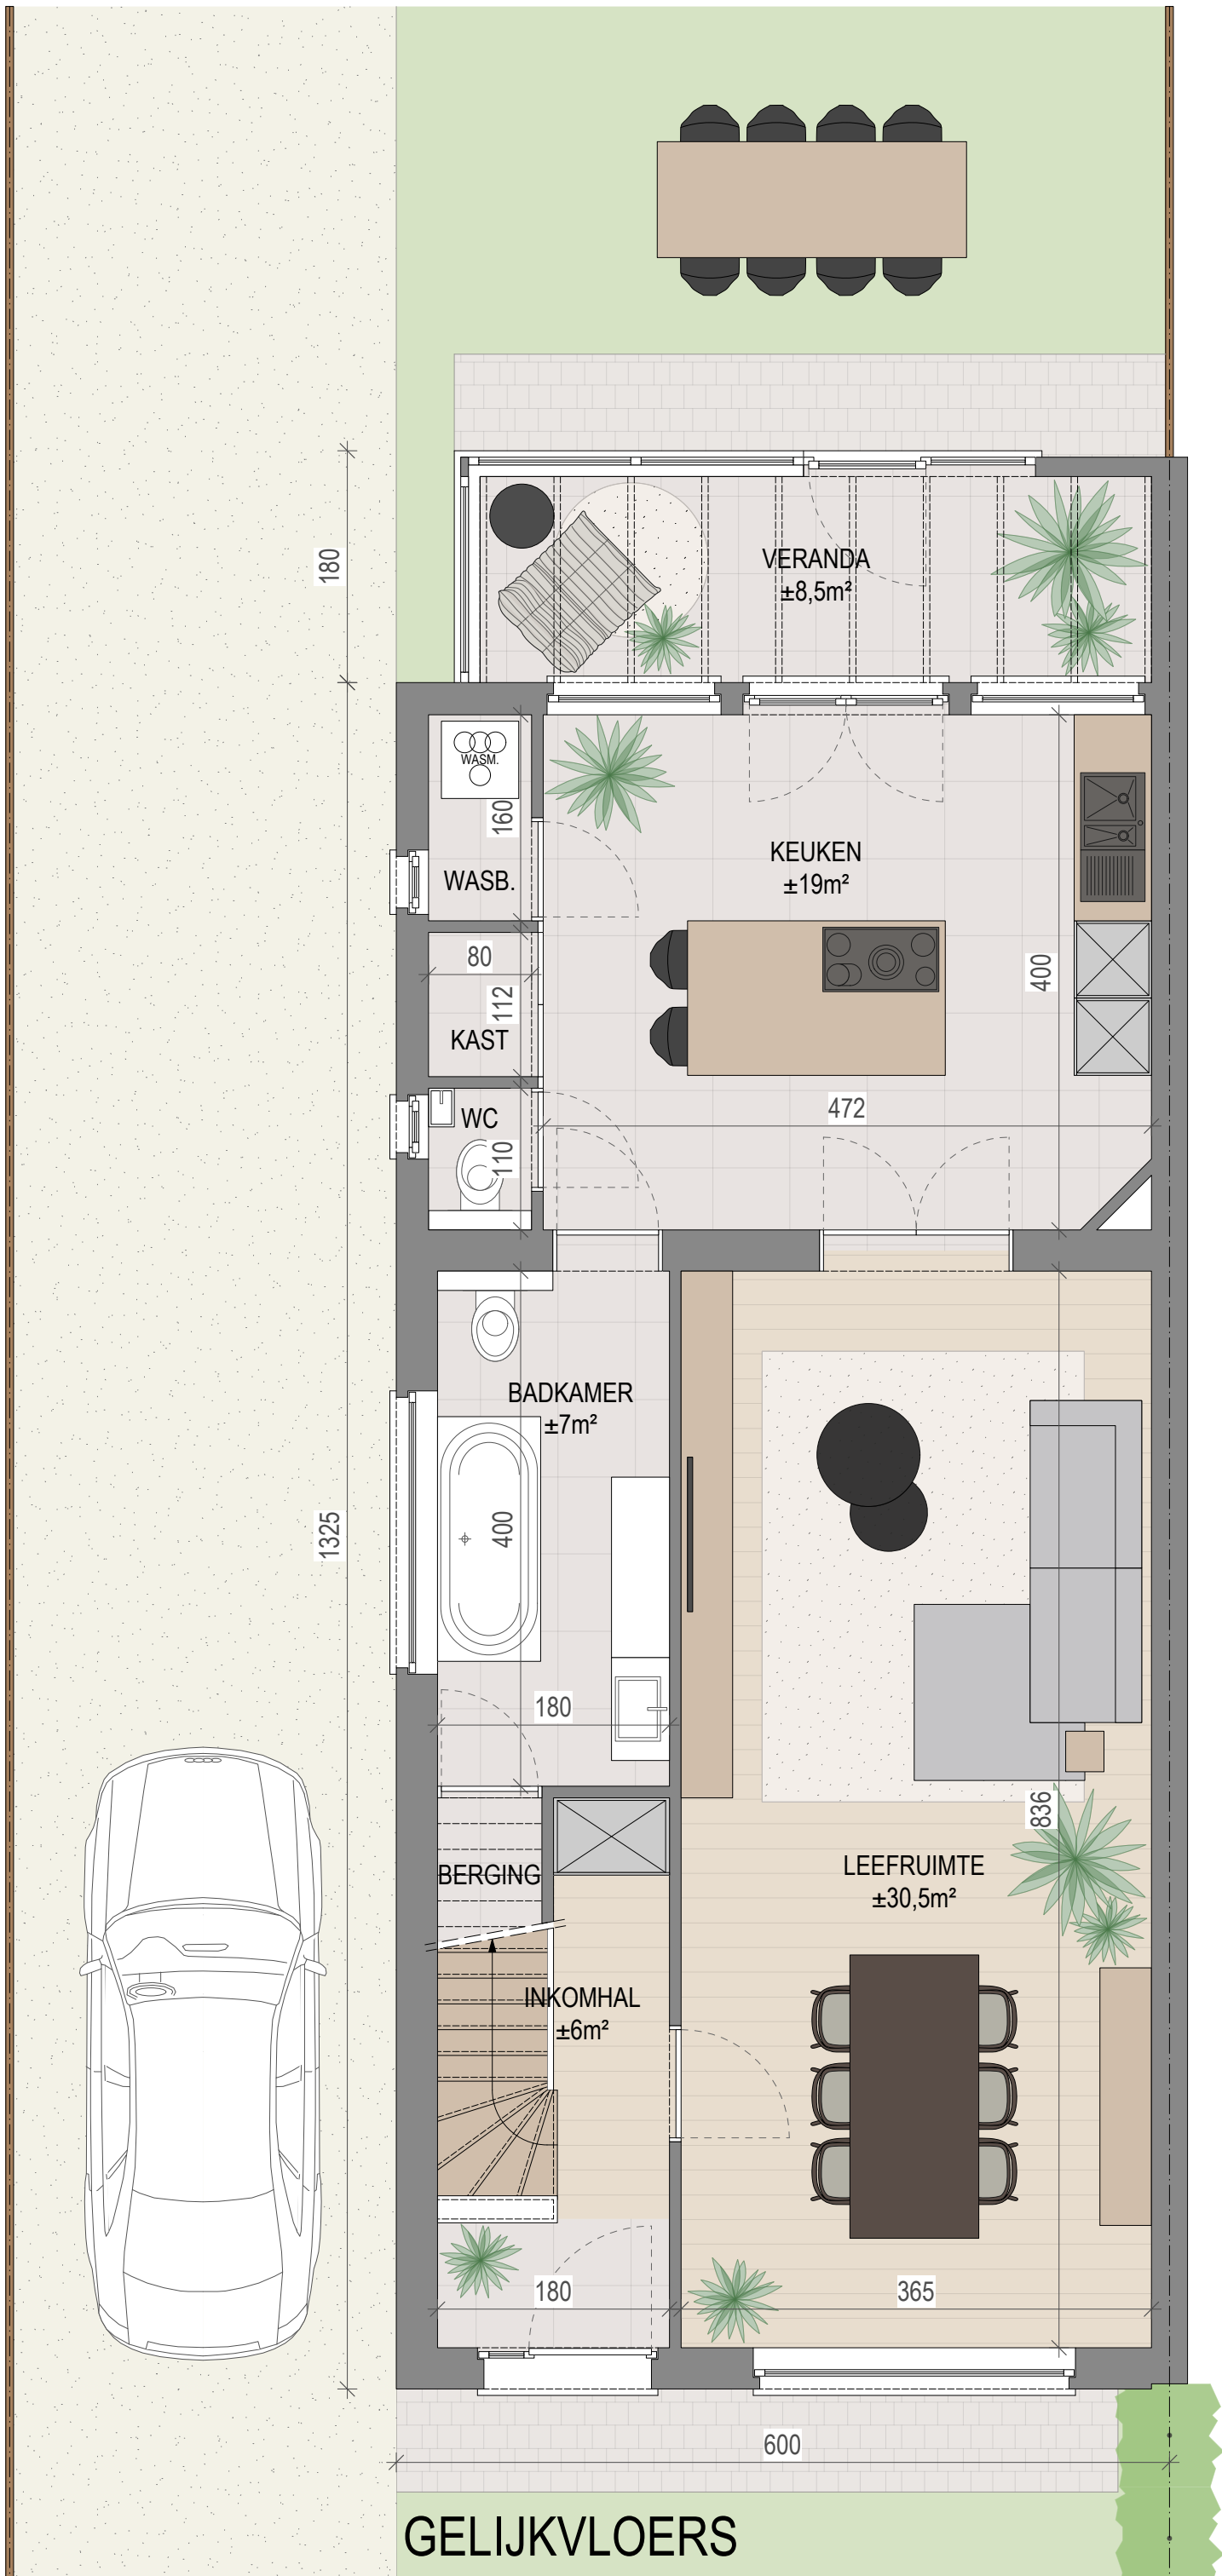 180
VERANDA
±8,5m²
WASM.
160
WASB.
KEUKEN
±19m²
80
112
KAST
400
WC
110
472
BADKAMER
±7m²
400
1325
180
836
BERGING
LEEFRUIMTE
±30,5m²
INKOMHAL
±6m²
180
365
600
GELIJKVLOERS